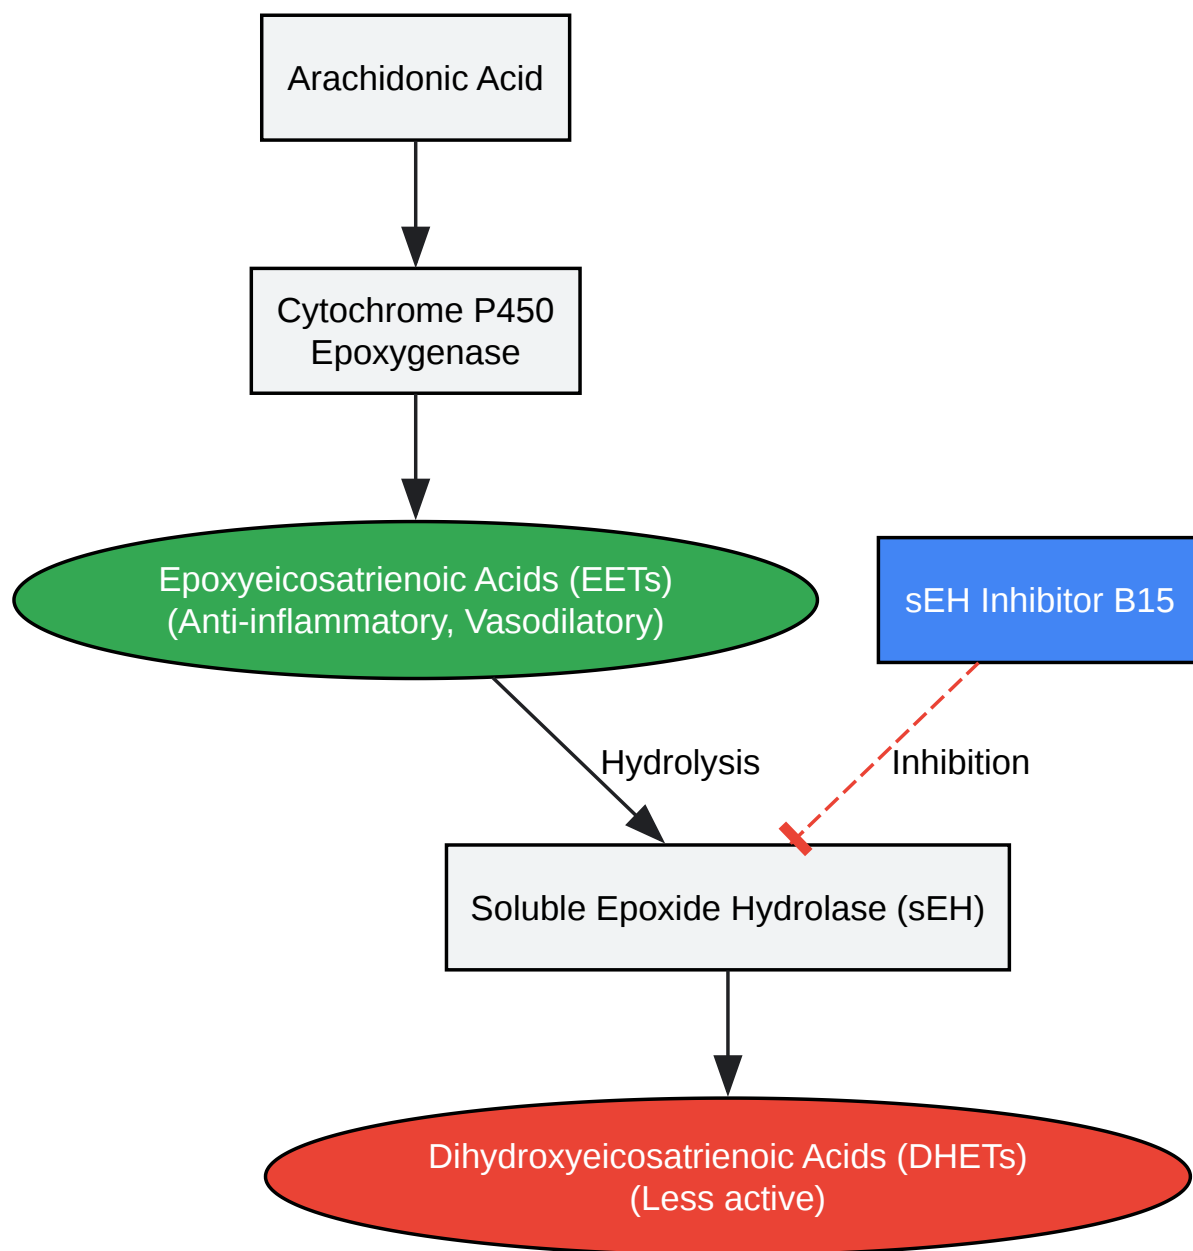 Arachidonic Acid
Cytochrome P450
Epoxygenase
Epoxyeicosatrienoic Acids (EETs)
(Anti-inflammatory, Vasodilatory)
sEH Inhibitor B15
Hydrolysis
Inhibition
Soluble Epoxide Hydrolase (sEH)
Dihydroxyeicosatrienoic Acids (DHETs)
(Less active)